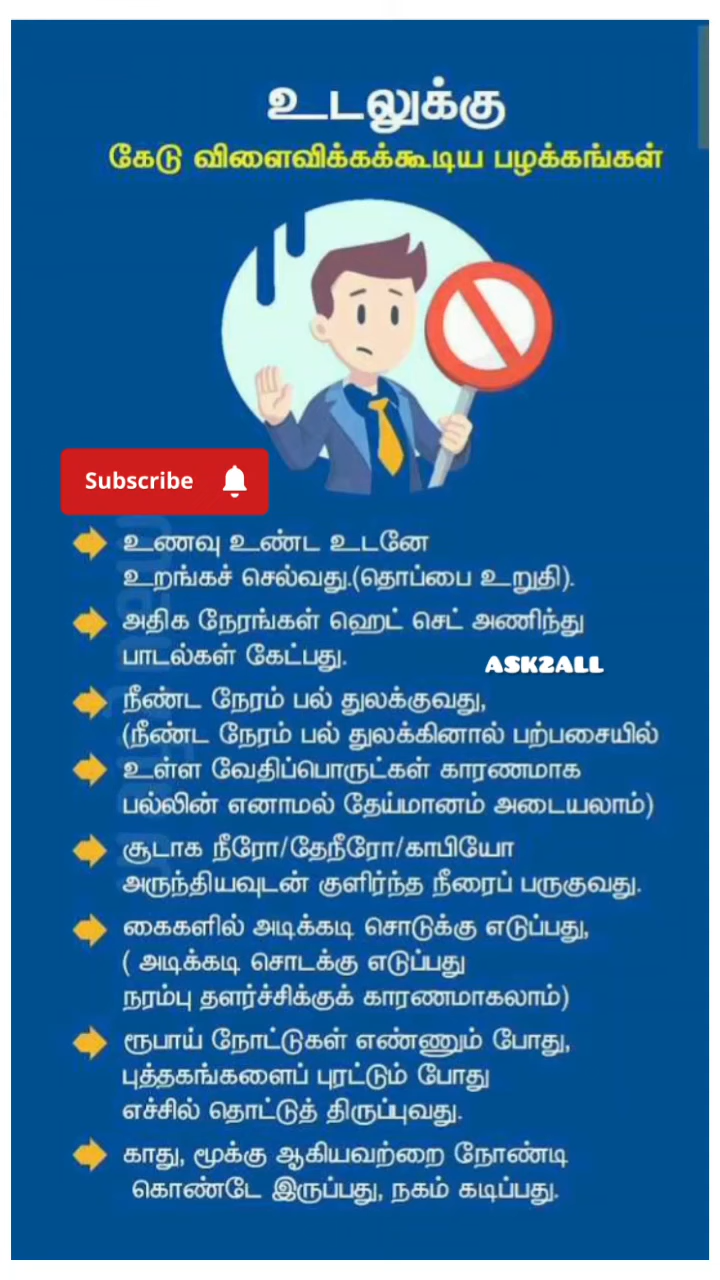 உடலுக்கு
கேடு விளைவிக்கக்கூடிய பழக்கங்கள்
Subscribe
உணவு உண்ட உடனே
உறங்கச் செல்வது.(தொப்பை உறுதி).
அதிக நேரங்கள் ஹெட் செட் அணிந்து
பாடல்கள் கேட்பது.
ASK2ALL
நீண்ட நேரம் பல் துலக்குவது,
(நீண்ட நேரம் பல் துலக்கினால் பற்பசையில்
உள்ள வேதிப்பொருட்கள் காரணமாக
பல்லின் எனாமல் தேய்மானம் அடையலாம்)
சூடாக நீரோ/தேநீரோ/காபியோ
அருந்தியவுடன் குளிர்ந்த நீரைப் பருகுவது.
கைகளில் அடிக்கடி சொடுக்கு எடுப்பது,
( அடிக்கடி சொடக்கு எடுப்பது
நரம்பு தளர்ச்சிக்குக் காரணமாகலாம்)
ரூபாய் நோட்டுகள் எண்ணும் போது,
புத்தகங்களைப் புரட்டும் போது
எச்சில் தொட்டுத் திருப்புவது.
காது, மூக்கு ஆகியவற்றை நோண்டி
கொண்டே இருப்பது, நகம் கடிப்பது.